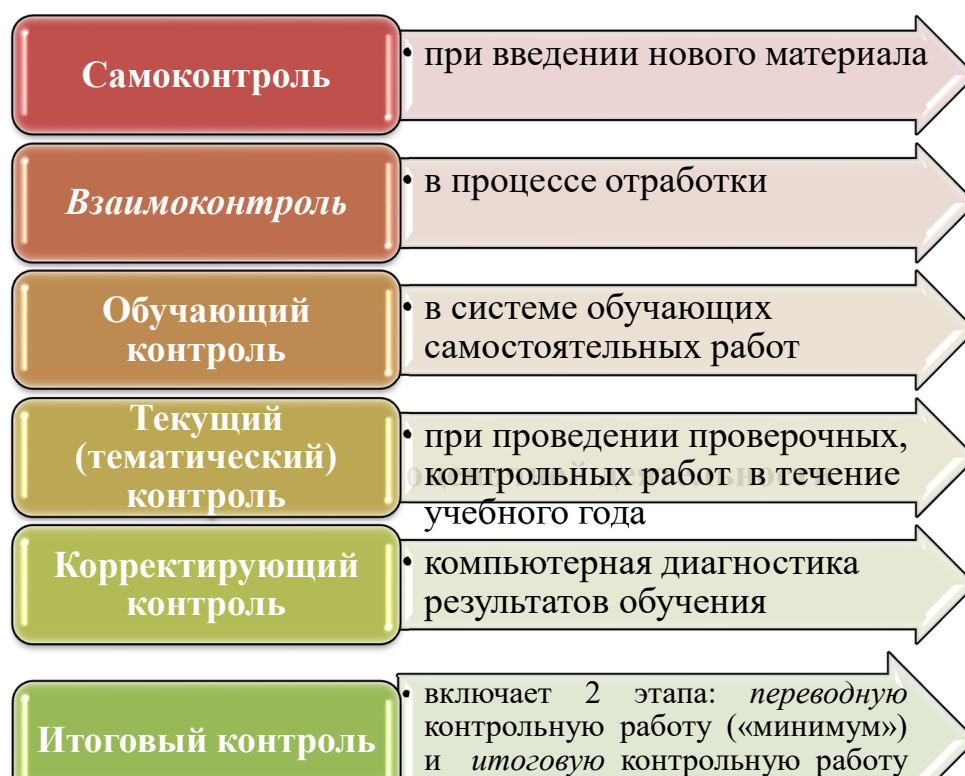 Самоконтроль
• при введении нового материала
Взаимоконтроль
• в процессе отработки
Обучающий
контроль
• в системе обучающих
самостоятельных работ
Текущий
(тематический)
контроль
• при проведении проверочных,
контрольных работ в течение
учебного года
Корректирующий
контроль
• компьютерная диагностика
результатов обучения
Итоговый контроль
• включает 2 этапа: переводную
контрольную работу («минимум»)
и итоговую контрольную работу